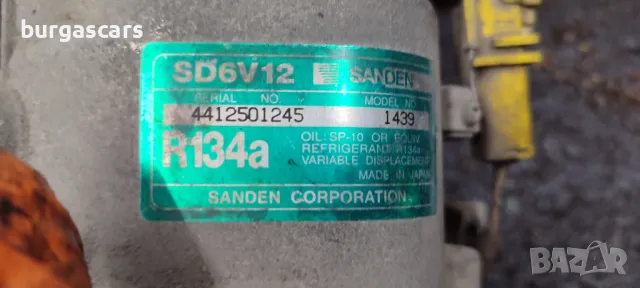 burgascars
SD6V12 SANDEN
SERIAL NO. MODEL NO.
4412501245 1439
R134a
OIL: SP-10 OR EQUIV.
REFRIGERANT R134a
VARIABLE DISPLACEMENT
MADE IN JAPAN
SANDEN CORPORATION
BAZAR
bg